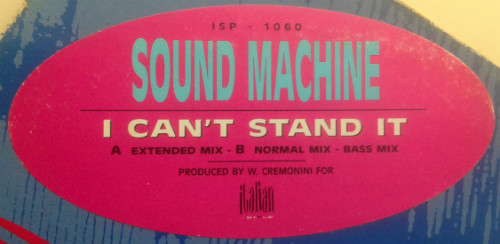 ISP - 1060
SOUND MACHINE
I CAN'T STAND IT
A EXTENDED MIX - B NORMAL MIX - BASS MIX
PRODUCED BY W. CREMONINI FOR
italian